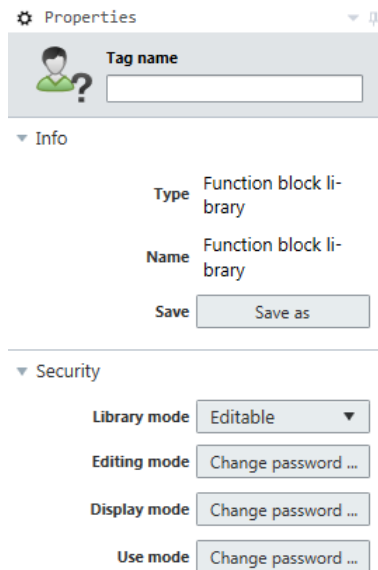 Properties
Tag name
?
Info
Type Function block li-
brary
Name Function block li-
brary
Save Save as
Security
Library mode Editable
Editing mode Change password ...
Display mode Change password ...
Use mode Change password ...